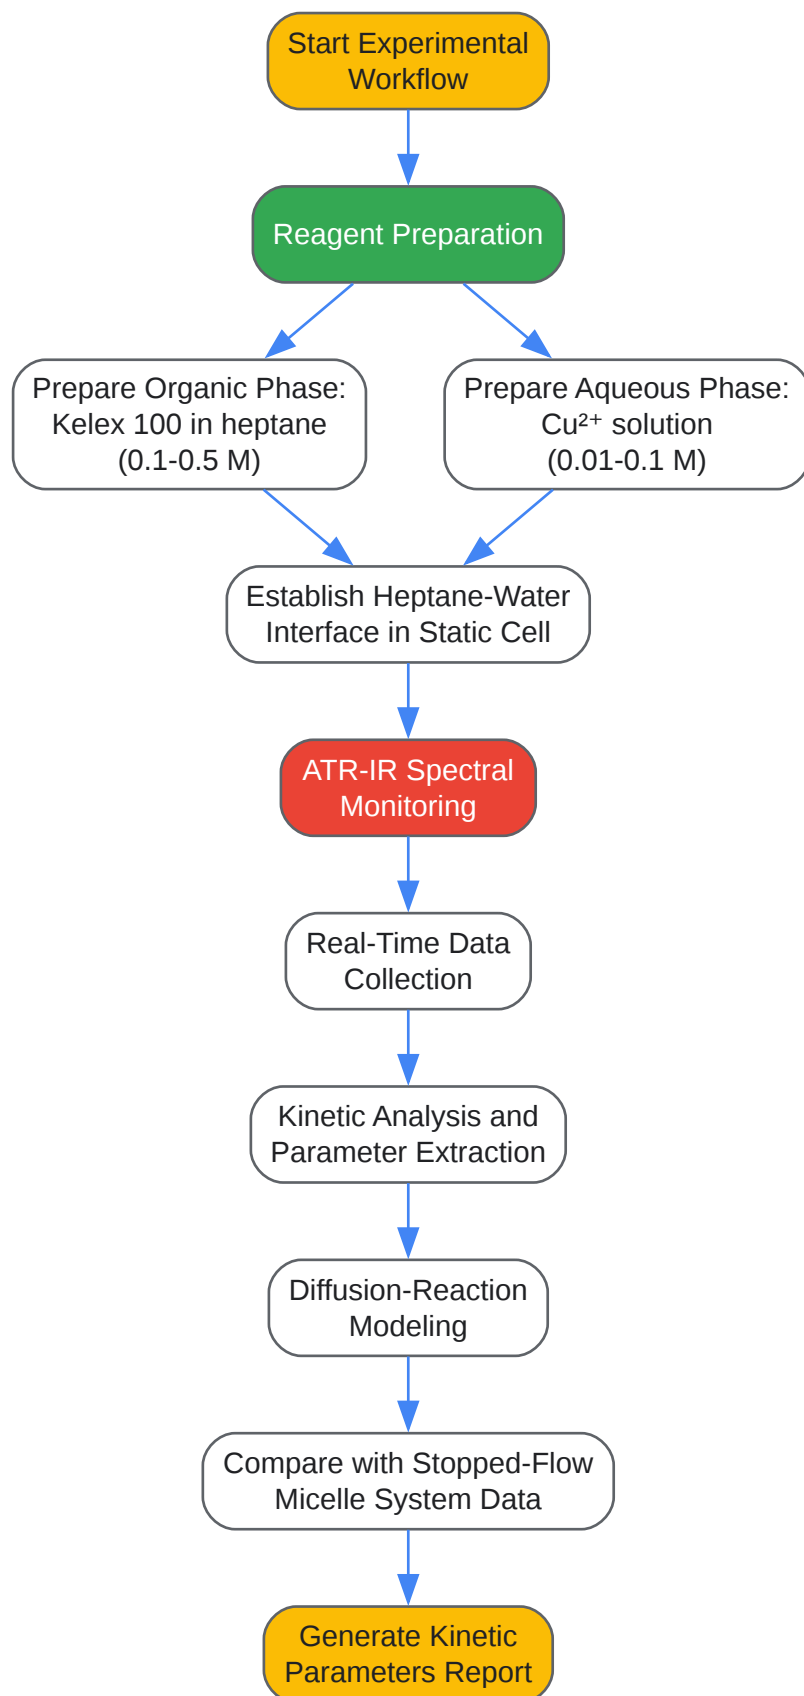 Start Experimental
Workflow
Reagent Preparation
Prepare Organic Phase:
Kelex 100 in heptane
(0.1-0.5 M)
Prepare Aqueous Phase:
Cu²⁺ solution
(0.01-0.1 M)
Establish Heptane-Water
Interface in Static Cell
ATR-IR Spectral
Monitoring
Real-Time Data
Collection
Kinetic Analysis and
Parameter Extraction
Diffusion-Reaction
Modeling
Compare with Stopped-Flow
Micelle System Data
Generate Kinetic
Parameters Report